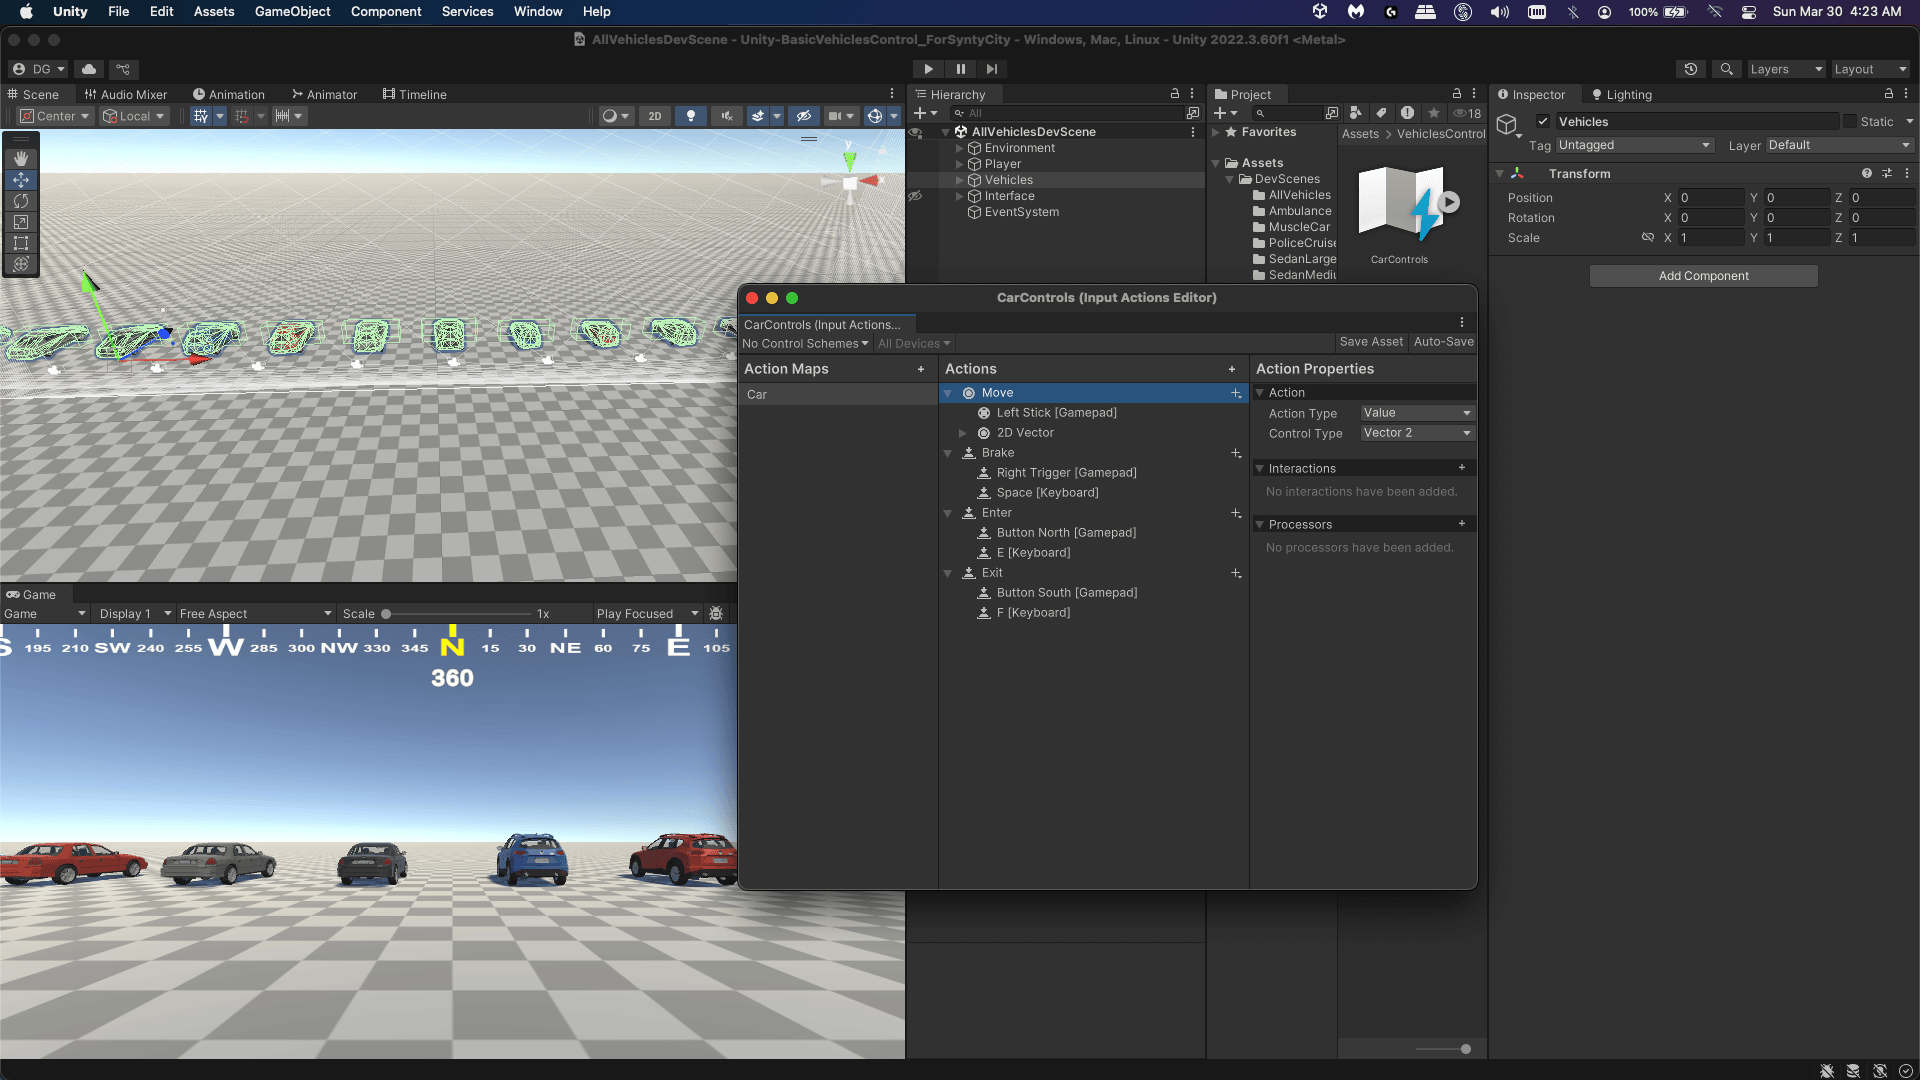 Unity File Edit Assets GameObject Component Services Window Help 100% Sun Mar 30 4:23 AM
AllVehiclesDevScene - Unity-BasicVehiclesControl_ForSyntyCity - Windows, Mac, Linux - Unity 2022.3.60f1 <Metal>
DG Layers Layout
Scene Audio Mixer Animation Animator Timeline
Center Local 2D
y
x
Hierarchy
All
AllVehiclesDevScene
Environment
Player
Vehicles
Interface
EventSystem
Project
18
Favorites
Assets
DevScenes
AllVehicles
Ambulance
MuscleCar
PoliceCruise
SedanLarge
SedanMediu
Assets > VehiclesControl
CarControls
Inspector Lighting
Vehicles Static
Tag Untagged Layer Default
Transform
Position X 0 Y 0 Z 0
Rotation X 0 Y 0 Z 0
Scale X 1 Y 1 Z 1
Add Component
CarControls (Input Actions Editor)
CarControls (Input Actions...
No Control Schemes All Devices Save Asset Auto-Save
Action Maps +
Car
Actions +
Move
Left Stick [Gamepad]
2D Vector
Brake
Right Trigger [Gamepad]
Space [Keyboard]
Enter
Button North [Gamepad]
E [Keyboard]
Exit
Button South [Gamepad]
F [Keyboard]
Action Properties
Action
Action Type Value
Control Type Vector 2
Interactions +
No interactions have been added.
Processors +
No processors have been added.
Game
Game Display 1 Free Aspect Scale 1x Play Focused
S 195 210 SW 240 255 W 285 300 NW 330 345 N 15 30 NE 60 75 E 105
360